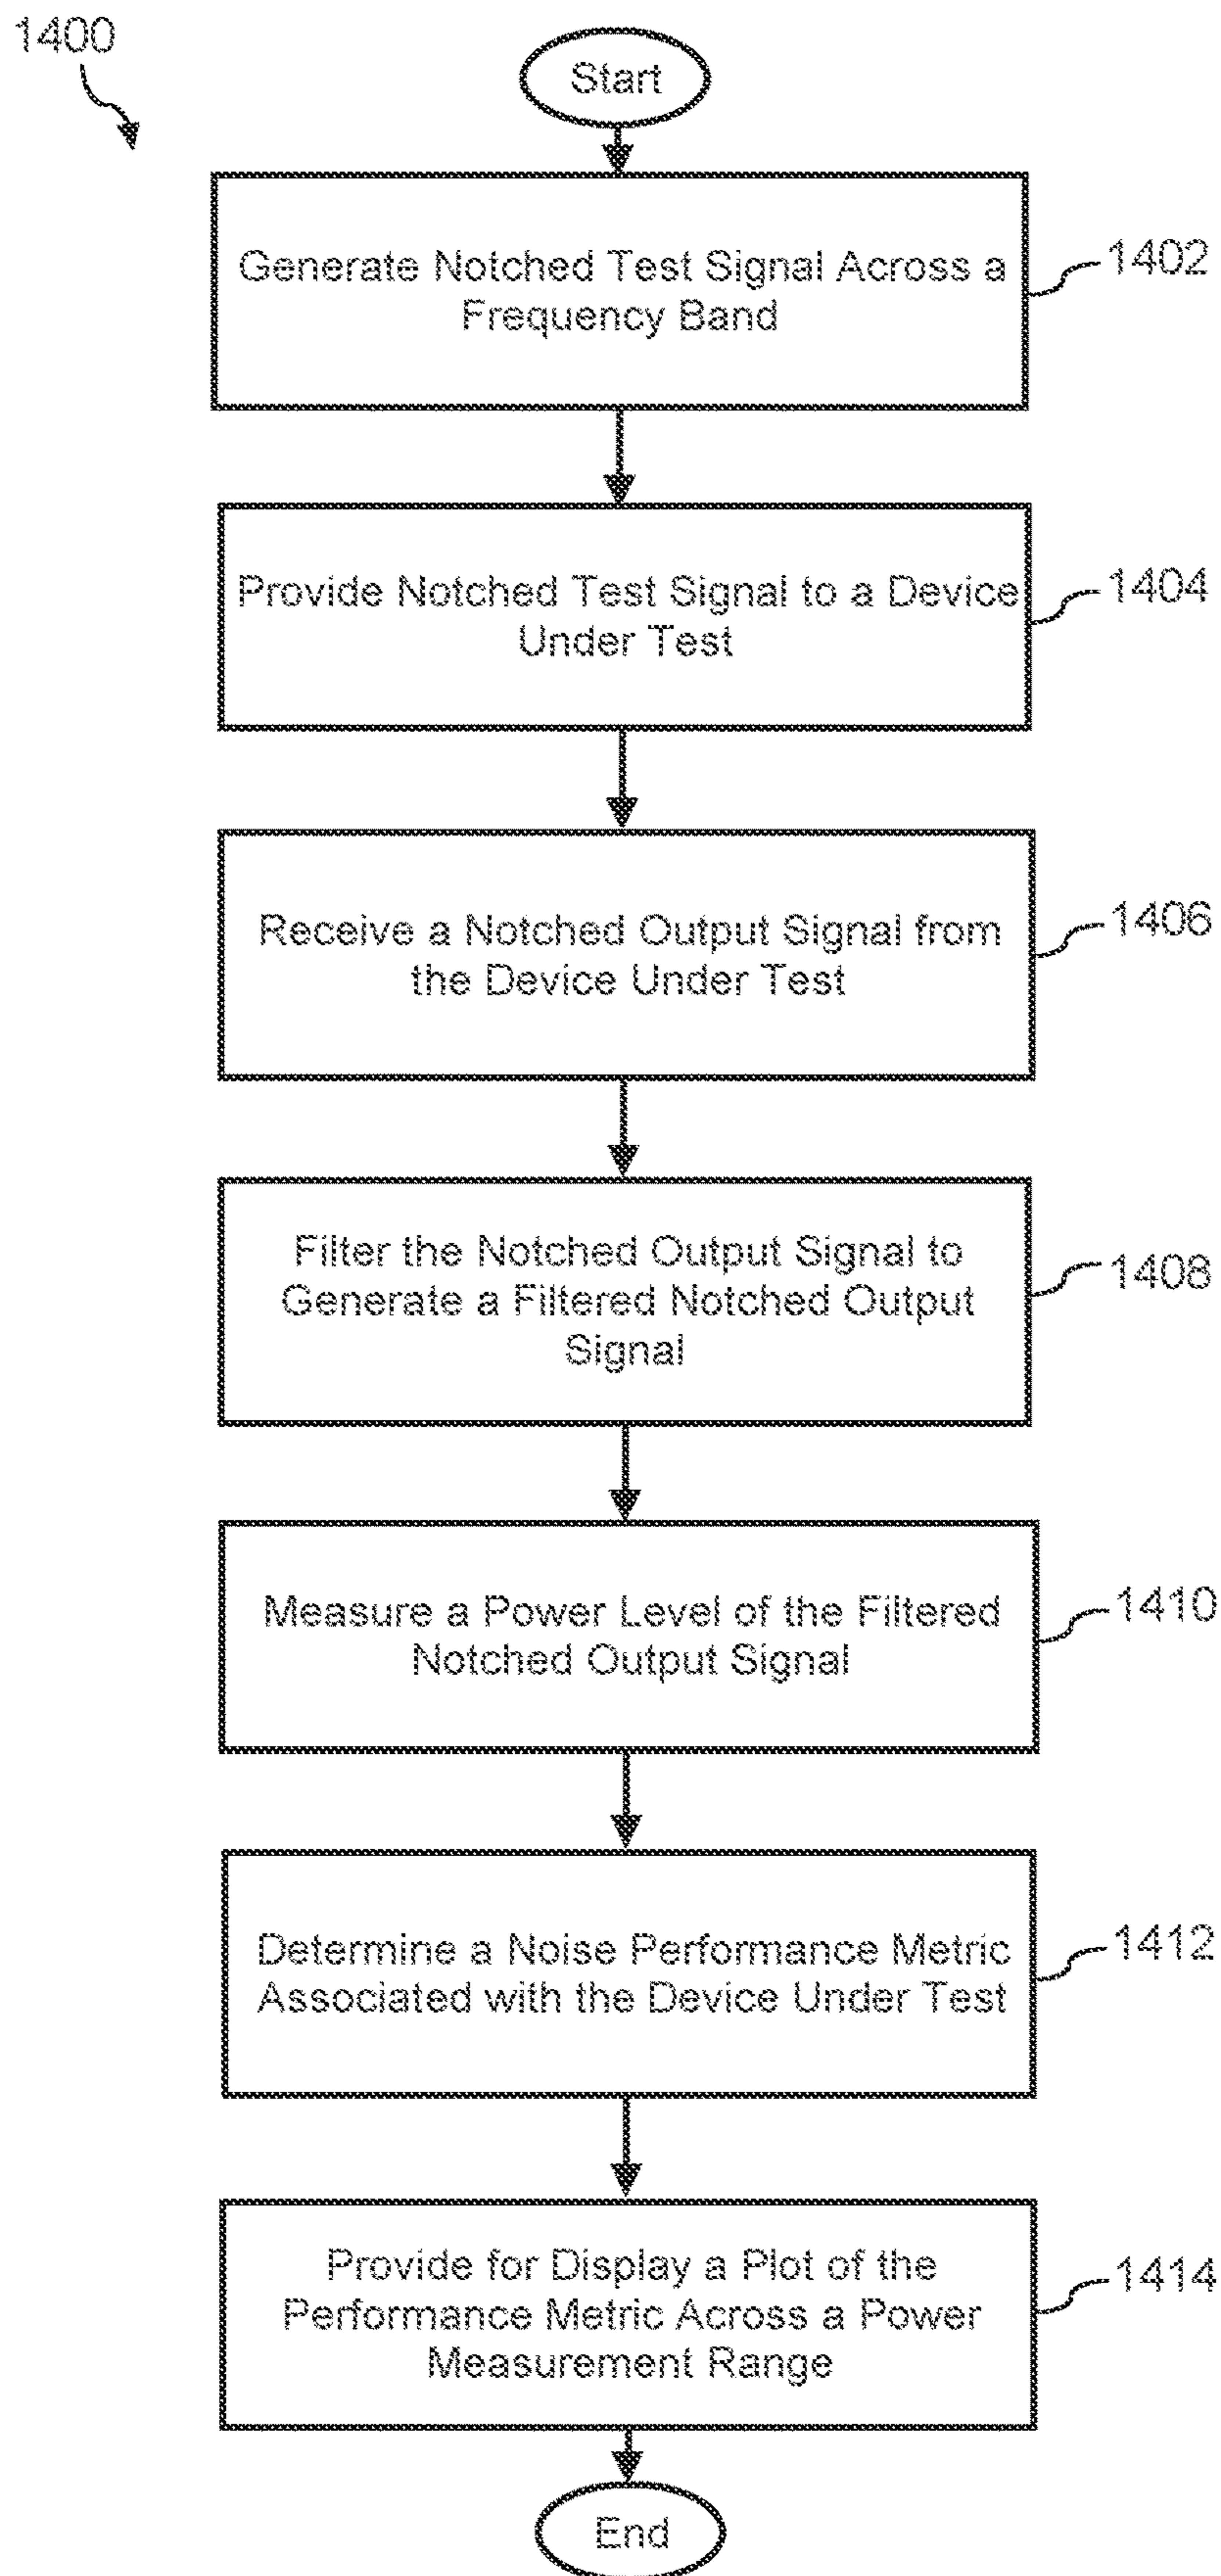 1400
Start
Generate Notched Test Signal Across a
Frequency Band
1402
Provide Notched Test Signal to a Device
Under Test
1404
Receive a Notched Output Signal from
the Device Under Test
1406
Filter the Notched Output Signal to
Generate a Filtered Notched Output
Signal
1408
Measure a Power Level of the Filtered
Notched Output Signal
1410
Determine a Noise Performance Metric
Associated with the Device Under Test
1412
Provide for Display a Plot of the
Performance Metric Across a Power
Measurement Range
1414
End